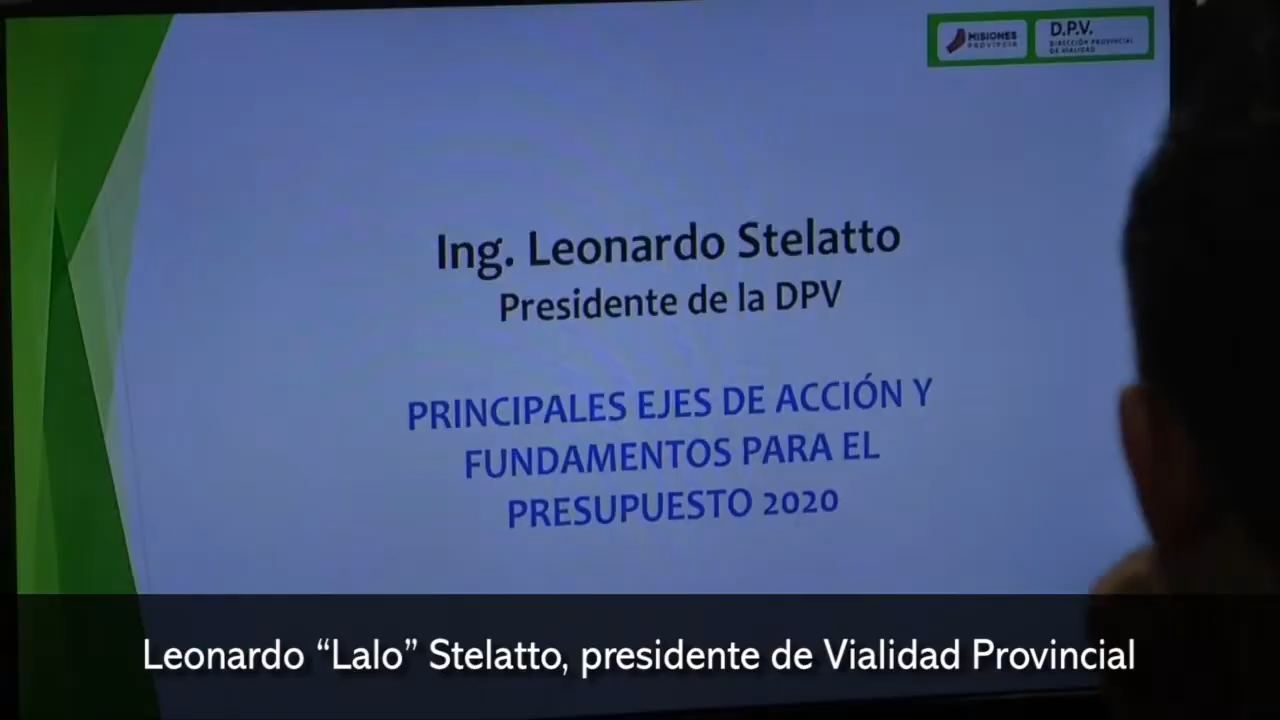 MISIONES
PROVINCIA
D.P.V.
DIRECCIÓN PROVINCIAL
DE VIALIDAD
Ing. Leonardo Stelatto
Presidente de la DPV
PRINCIPALES EJES DE ACCIÓN Y
FUNDAMENTOS PARA EL
PRESUPUESTO 2020
Leonardo “Lalo” Stelatto, presidente de Vialidad Provincial